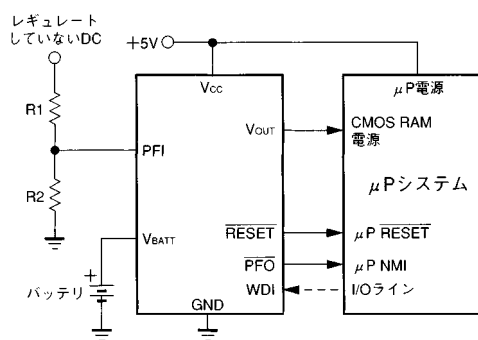 レギュレート
していないDC
+5V
R1
R2
PFI
VCC
VOUT
VBATT
RESET
PFO
WDI
GND
バッテリ
+
μP電源
CMOS RAM
電源
μPシステム
μP RESET
μP NMI
I/Oライン